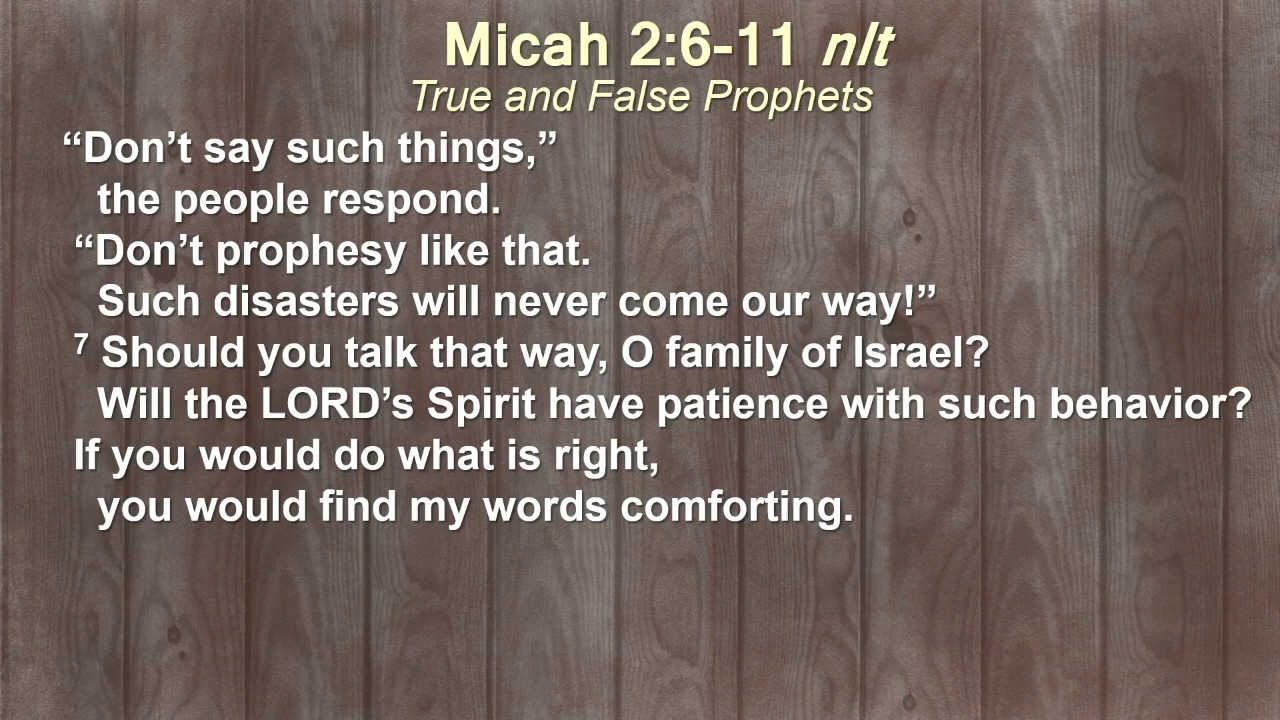 Micah 2:6-11 nlt
True and False Prophets
“Don’t say such things,”
the people respond.
“Don’t prophesy like that.
Such disasters will never come our way!”
7 Should you talk that way, O family of Israel?
Will the LORD’s Spirit have patience with such behavior?
If you would do what is right,
you would find my words comforting.